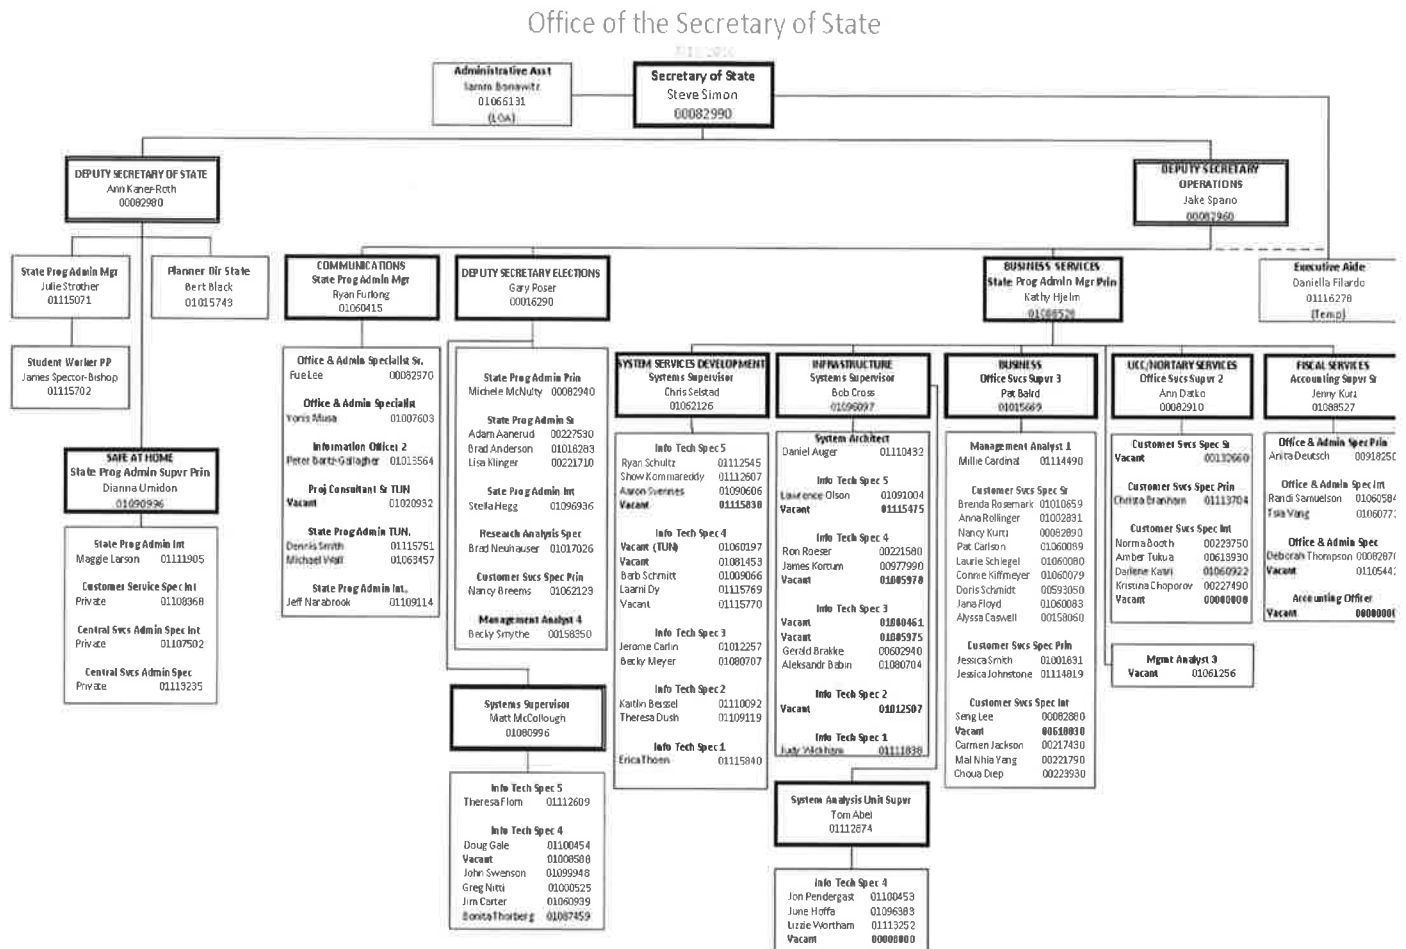 Office of the Secretary of State
Administrative Asst
01066131
(LOA)
Secretary of State
Steve Simon
00082990
DEPUTY SECRETARY OF STATE
Ann Kaner-Roth
00082980
DEPUTY SECRETARY
OPERATIONS
Jake Spano
00082960
State Prog Admin Mgr
Julie Strother
01115071
Planner Dir State
Bert Black
01015743
Student Worker PP
James Spector-Bishop
01115702
COMMUNICATIONS
State Prog Admin Mgr
Ryan Furlong
01060415
DEPUTY SECRETARY ELECTIONS
Gary Poser
00016290
BUSINESS SERVICES
State Prog Admin Mgr Prin
Kathy Hjelm
01088528
Executive Aide
Daniella Filardo
01116278
(Temp)
SAFE AT HOME
State Prog Admin Supvr Prin
Dianna Umidon
01090996
State Prog Admin Int
Maggie Larson 01111905
Customer Service Spec Int
Private 01108368
Central Svcs Admin Spec Int
Private 01107502
Central Svcs Admin Spec
Private 01113235
Office & Admin Specialist Sr.
Fue Lee 00082970
Office & Admin Specialist
Yonis Musa 01007603
Information Officer 2
Peter Bartz-Gallagher 01013564
Proj Consultant Sr TUN
Vacant 01020932
State Prog Admin TUN.
Dennis Smith 01115751
Michael Wall 01063457
State Prog Admin Int.
Jeff Narabrook 01109114
State Prog Admin Prin
Michele McNulty 00082940
State Prog Admin Sr
Adam Aanerud 00227530
Brad Anderson 01016283
Lisa Klinger 00221710
Sate Prog Admin Int
Stella Hegg 01096936
Research Analysis Spec
Brad Neuhauser 01017026
Customer Svcs Spec Prin
Nancy Breems 01062123
Management Analyst 4
Becky Smythe 00158350
Systems Supervisor
Matt McCollough
01080996
Info Tech Spec 5
Theresa Flom 01112609
Info Tech Spec 4
Doug Gale 01100454
Vacant 01008588
John Swenson 01099948
Greg Nitti 01000525
Jim Carter 01060939
Bonita Thorberg 01087459
SYSTEM SERVICES DEVELOPMENT
Systems Supervisor
Chris Selstad
01062126
Info Tech Spec 5
Ryan Schultz 01112545
Show Kommareddy 01112607
Aaron Svennes 01090606
Vacant 01115838
Info Tech Spec 4
Vacant (TUN) 01060197
Vacant 01081453
Barb Schmitt 01009066
Laarni Dy 01115769
Vacant 01115770
Info Tech Spec 3
Jerome Carlin 01012257
Becky Meyer 01080707
Info Tech Spec 2
Kaitlin Beissel 01110092
Theresa Dush 01109119
Info Tech Spec 1
Erica Thoen 01115840
INFRASTRUCTURE
Systems Supervisor
Bob Cross
01096097
System Architect
Daniel Auger 01110432
Info Tech Spec 5
Lawrence Olson 01091004
Vacant 01115475
Info Tech Spec 4
Ron Roeser 00221580
James Kortum 00977990
Vacant 01005978
Info Tech Spec 3
Vacant 01080461
Vacant 01005975
Gerald Brakke 00602940
Aleksandr Babin 01080704
Info Tech Spec 2
Vacant 01012507
Info Tech Spec 1
Judy Wickham 01111838
System Analysis Unit Supvr
Tom Abel
01112874
Info Tech Spec 4
Jon Pendergast 01100453
June Hoffa 01096383
Lizzie Wortham 01113252
Vacant 00000000
BUSINESS
Office Svcs Supvr 3
Pat Baird
01015669
Management Analyst 1
Millie Cardinal 01114490
Customer Svcs Spec Sr
Brenda Rosemark 01010659
Anna Rollinger 01002831
Nancy Kurti 00082890
Pat Carlson 01060089
Laurie Schlegel 01060080
Connie Kiffmeyer 01060079
Doris Schmidt 00593050
Jana Floyd 01060083
Alyssa Caswell 00158060
Customer Svcs Spec Prin
Jessica Smith 01001631
Jessica Johnstone 01114819
Customer Svcs Spec Int
Seng Lee 00082880
Vacant 00510830
Carmen Jackson 00217430
Mai Nhia Yang 00221790
Choua Diep 00223930
UCC/NORTARY SERVICES
Office Svcs Supvr 2
Ann Datko
00082910
Customer Svcs Spec Sr
Vacant 00132660
Customer Svcs Spec Prin
Christa Branham 01113704
Customer Svcs Spec Int
Norma Booth 00223750
Amber Tukua 00613930
Darlene Katri 01060922
Kristina Chaporov 00227490
Vacant 00000000
Mgmt Analyst 3
Vacant 01061256
FISCAL SERVICES
Accounting Supvr Sr
Jenny Kurz
01088527
Office & Admin Spec Prin
Anita Deutsch 0091825
Office & Admin Spec Int
Randi Samuelson 0106058
Tsia Vang 0106077
Office & Admin Spec
Deborah Thompson 0008287
Vacant 0110544
Accounting Officer
Vacant 0000000